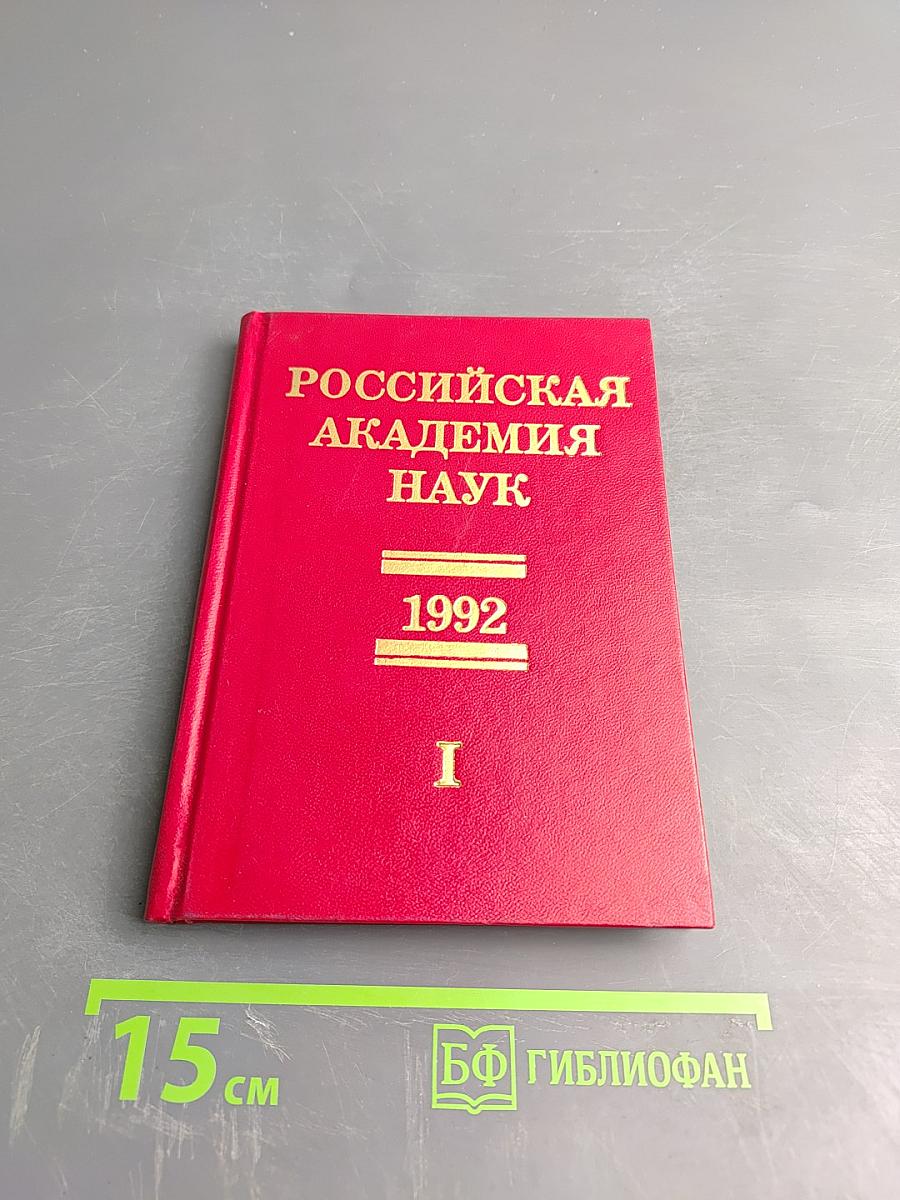 РОССИЙСКАЯ
АКАДЕМИЯ
НАУК
1992
I
15 см
БФ ГИБЛИОФАН